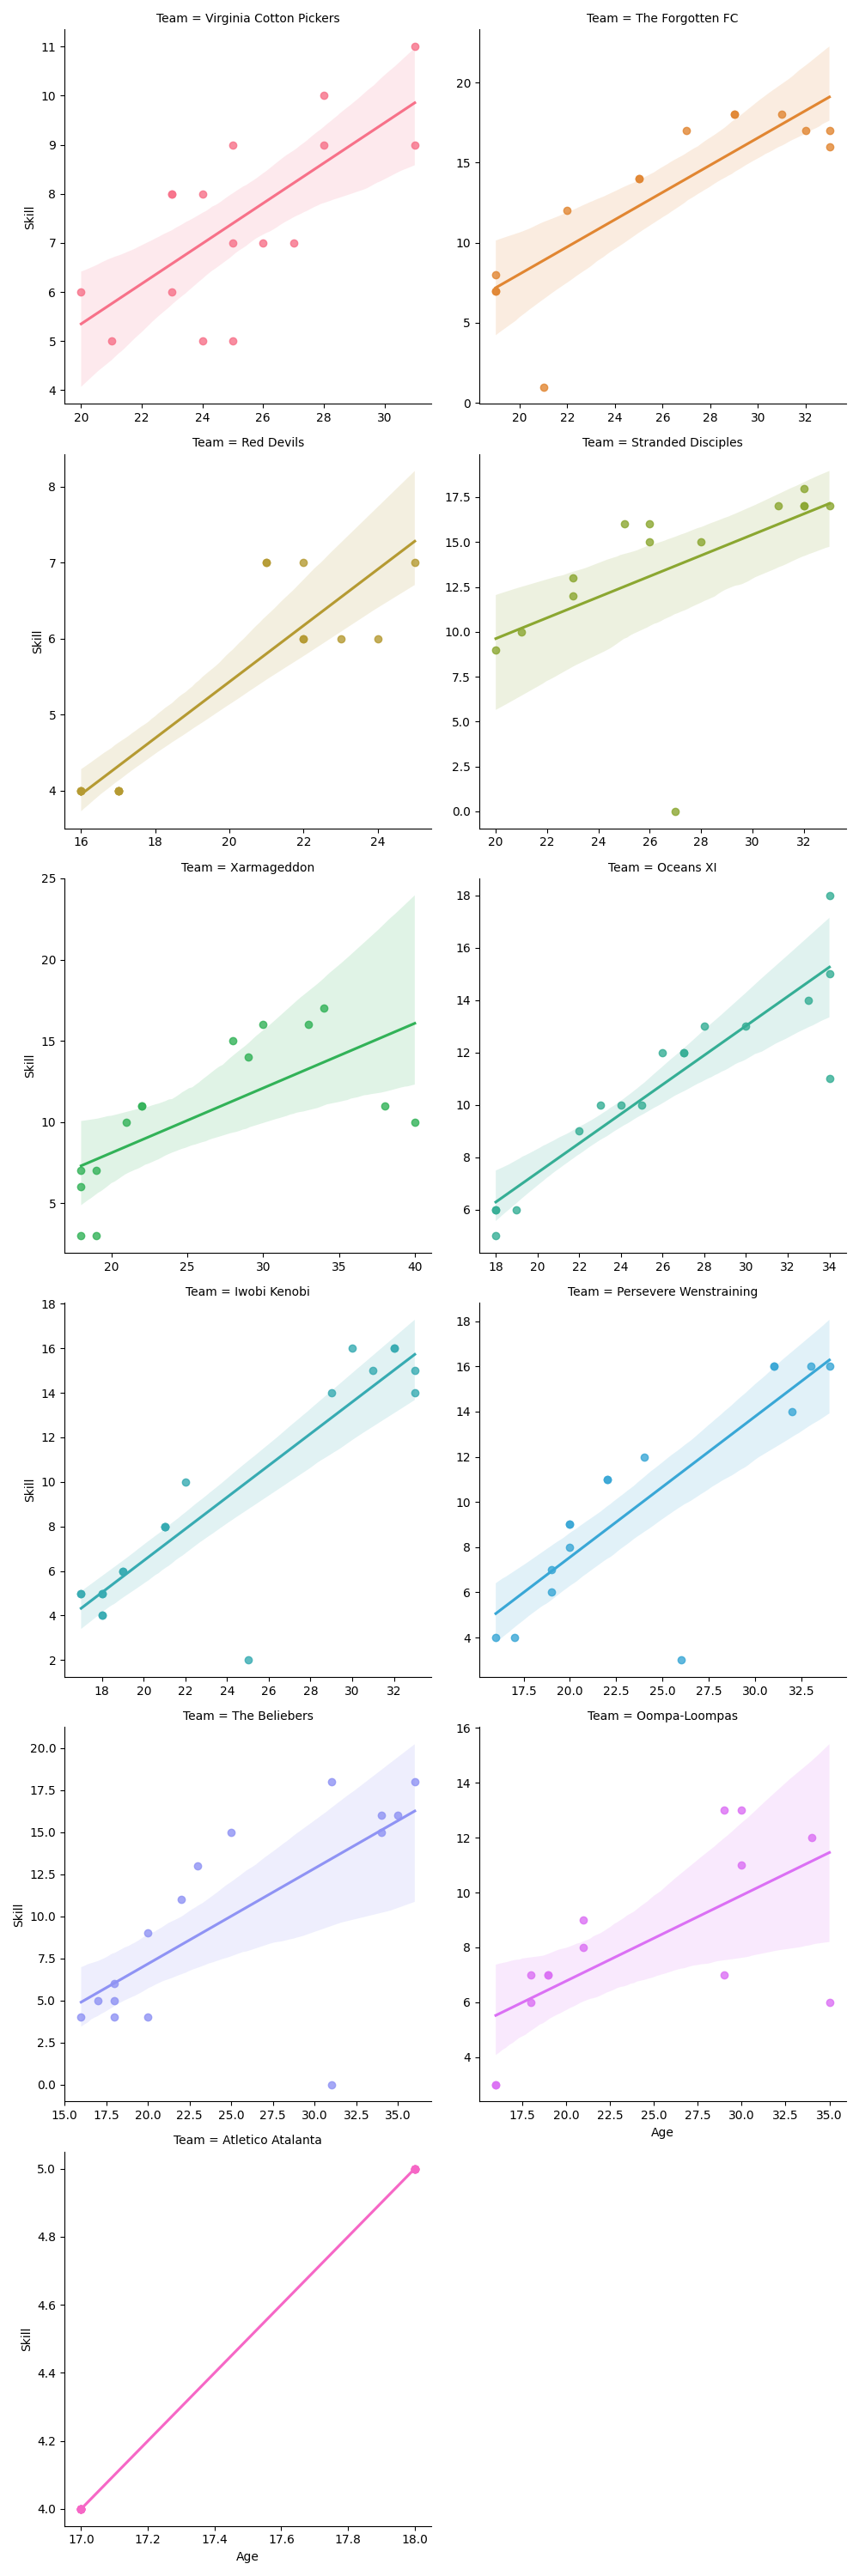 Team = Virginia Cotton Pickers
Team = The Forgotten FC
11
10
9
8
7
6
5
4
Skill
20 22 24 26 28 30
20
15
10
5
0
20 22 24 26 28 30 32
Team = Red Devils
Team = Stranded Disciples
8
7
6
5
4
Skill
16 18 20 22 24
17.5
15.0
12.5
10.0
7.5
5.0
2.5
0.0
20 22 24 26 28 30 32
Team = Xarmageddon
Team = Oceans XI
25
20
15
10
5
Skill
20 25 30 35 40
18
16
14
12
10
8
6
18 20 22 24 26 28 30 32 34
Team = Iwobi Kenobi
Team = Persevere Wenstraining
18
16
14
12
10
8
6
4
2
Skill
18 20 22 24 26 28 30 32
18
16
14
12
10
8
6
4
17.5 20.0 22.5 25.0 27.5 30.0 32.5
Team = The Beliebers
Team = Oompa-Loompas
20.0
17.5
15.0
12.5
10.0
7.5
5.0
2.5
0.0
Skill
15.0 17.5 20.0 22.5 25.0 27.5 30.0 32.5 35.0
16
14
12
10
8
6
4
17.5 20.0 22.5 25.0 27.5 30.0 32.5 35.0
Age
Team = Atletico Atalanta
5.0
4.8
4.6
4.4
4.2
4.0
Skill
17.0 17.2 17.4 17.6 17.8 18.0
Age